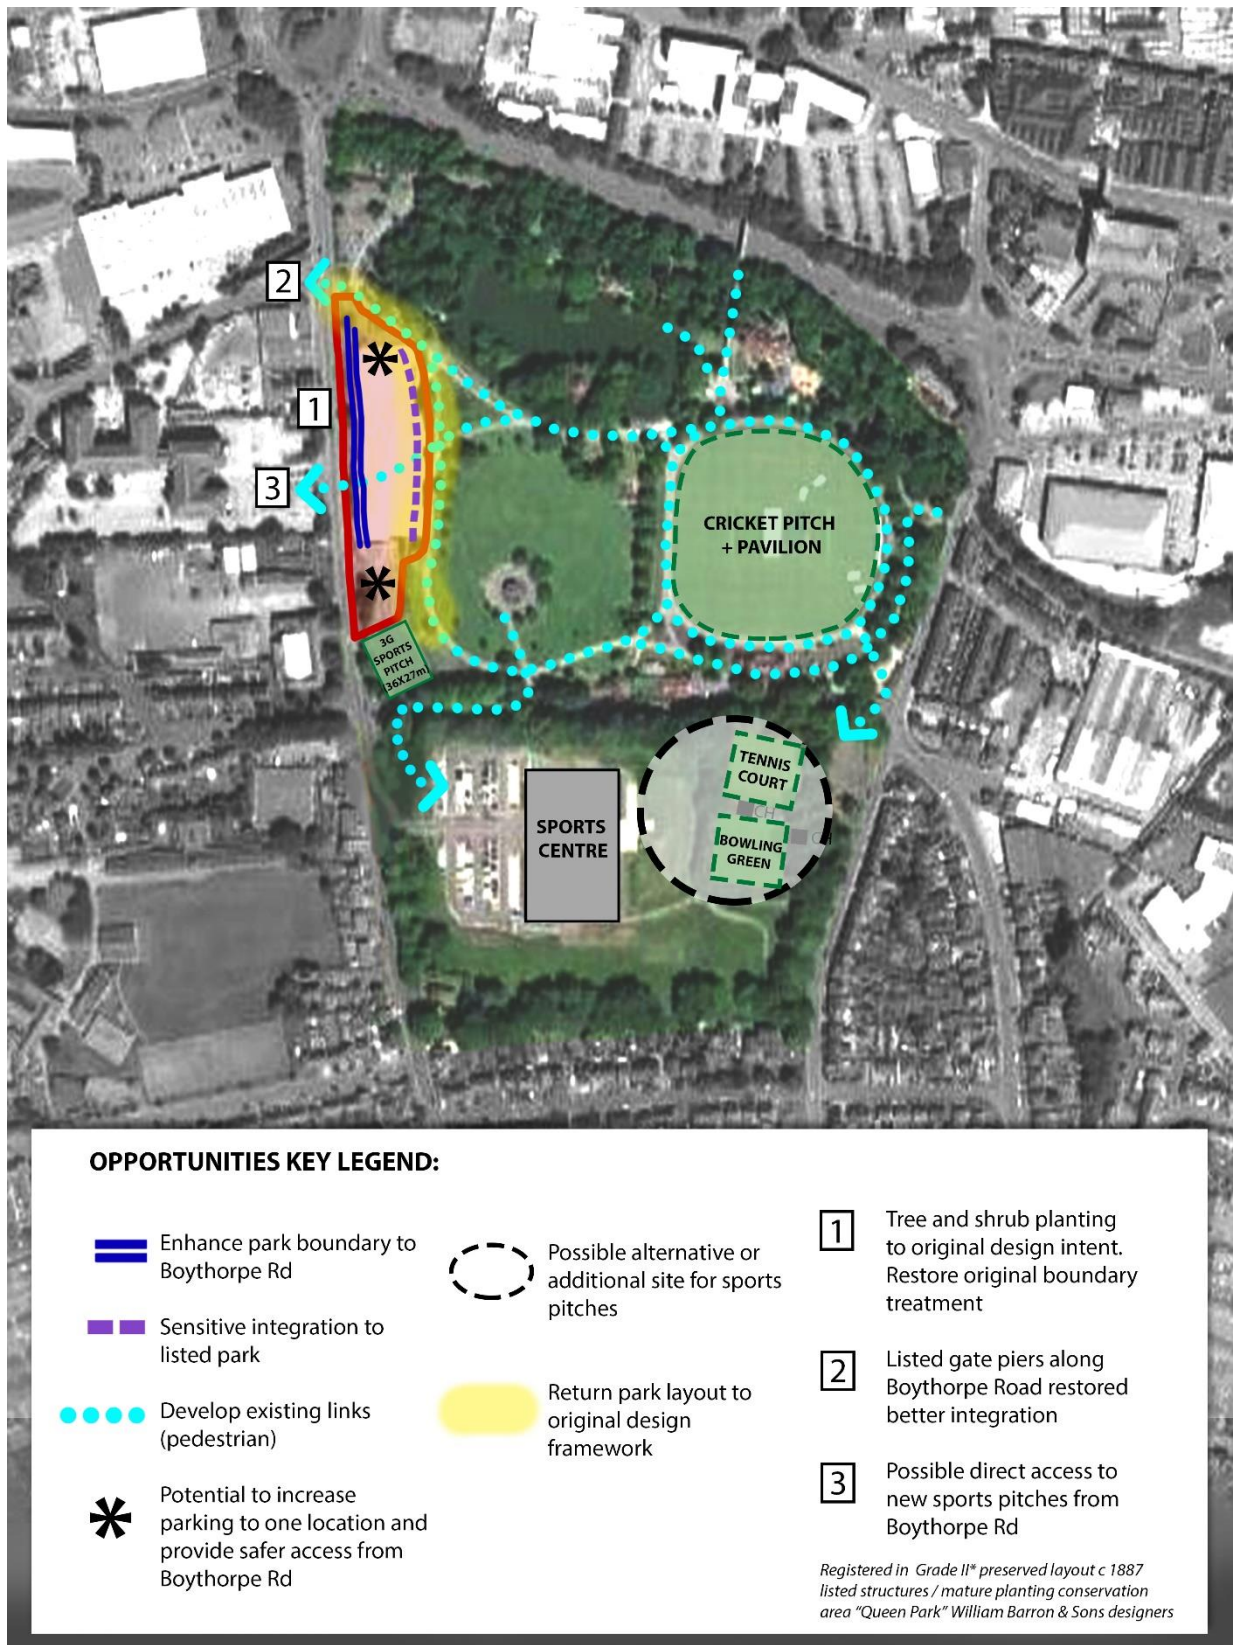 2
1
3
CRICKET PITCH
+ PAVILION
3G
SPORTS
PITCH
36X27m
TENNIS
COURT
CH
SPORTS
CENTRE
BOWLING
GREEN
CH
OPPORTUNITIES KEY LEGEND:
Enhance park boundary to
Boythorpe Rd
Sensitive integration to
listed park
Develop existing links
(pedestrian)
Potential to increase
parking to one location and
provide safer access from
Boythorpe Rd
Possible alternative or
additional site for sports
pitches
Return park layout to
original design
framework
1
Tree and shrub planting
to original design intent.
Restore original boundary
treatment
2
Listed gate piers along
Boythorpe Road restored
better integration
3
Possible direct access to
new sports pitches from
Boythorpe Rd
Registered in Grade II* preserved layout c 1887
listed structures / mature planting conservation
area "Queen Park" William Barron & Sons designers